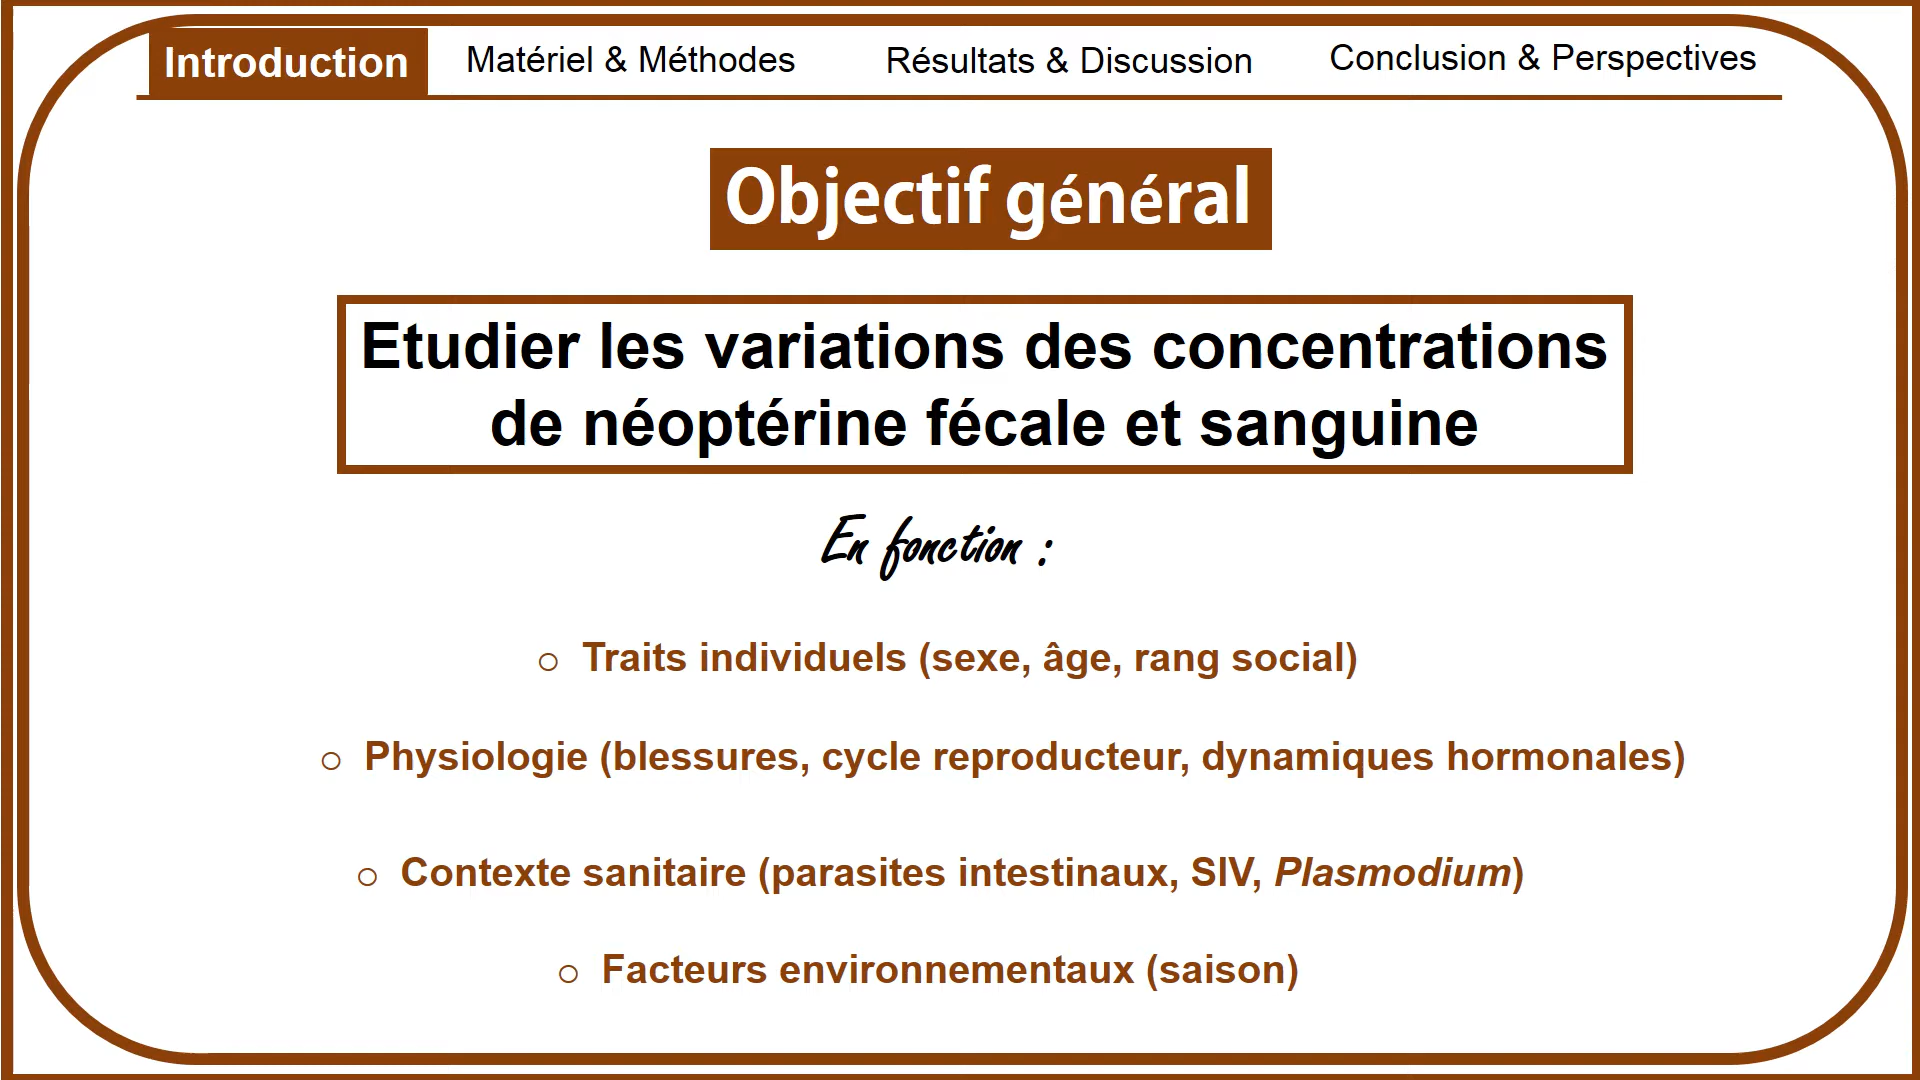 Introduction
Matériel & Méthodes
Résultats & Discussion
Conclusion & Perspectives
Objectif général
Etudier les variations des concentrations
de néoptérine fécale et sanguine
En fonction :
o Traits individuels (sexe, âge, rang social)
o Physiologie (blessures, cycle reproducteur, dynamiques hormonales)
o Contexte sanitaire (parasites intestinaux, SIV, Plasmodium)
o Facteurs environnementaux (saison)